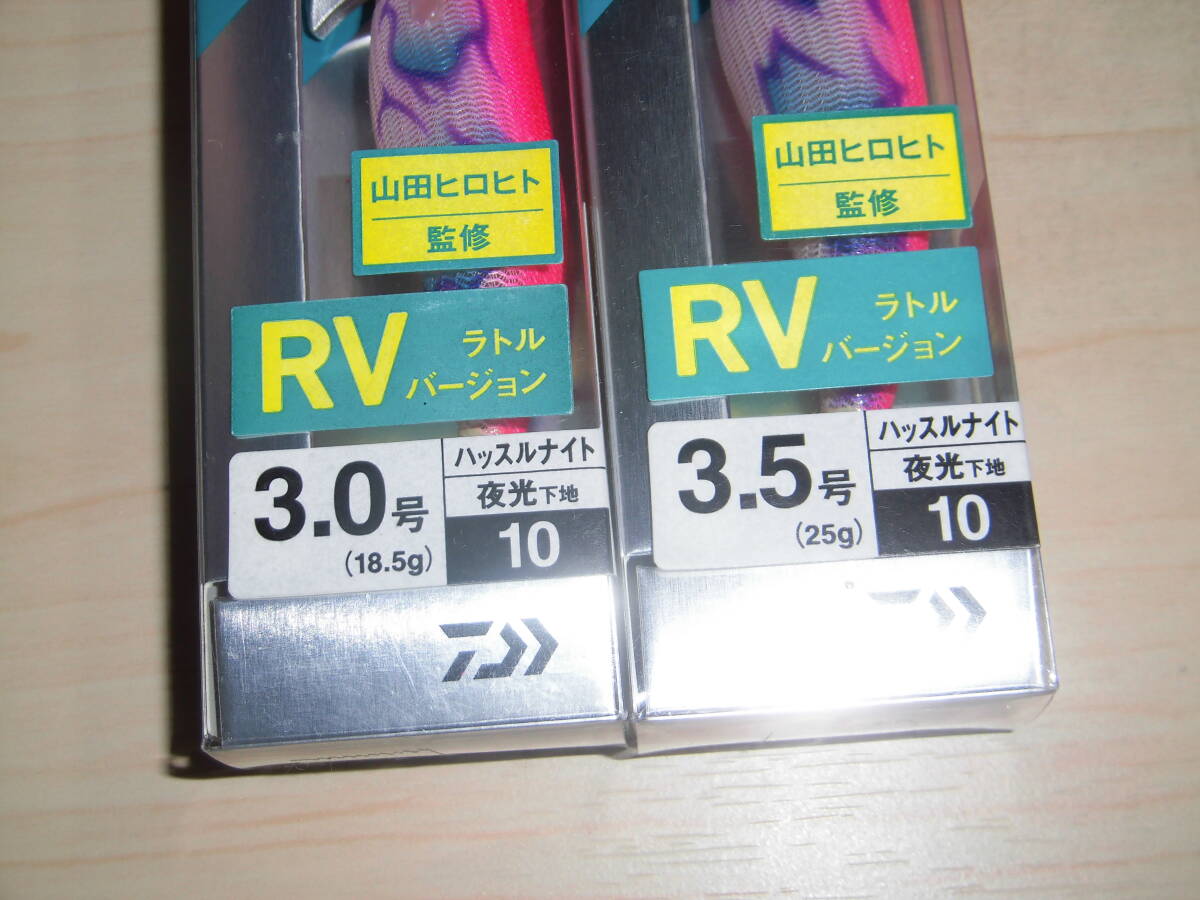 山田ヒロヒト
監修
RV ラトル
バージョン
3.0号
(18.5g)
ハッスルナイト
夜光下地
10
山田ヒロヒト
監修
RV ラトル
バージョン
3.5号
(25g)
ハッスルナイト
夜光下地
10